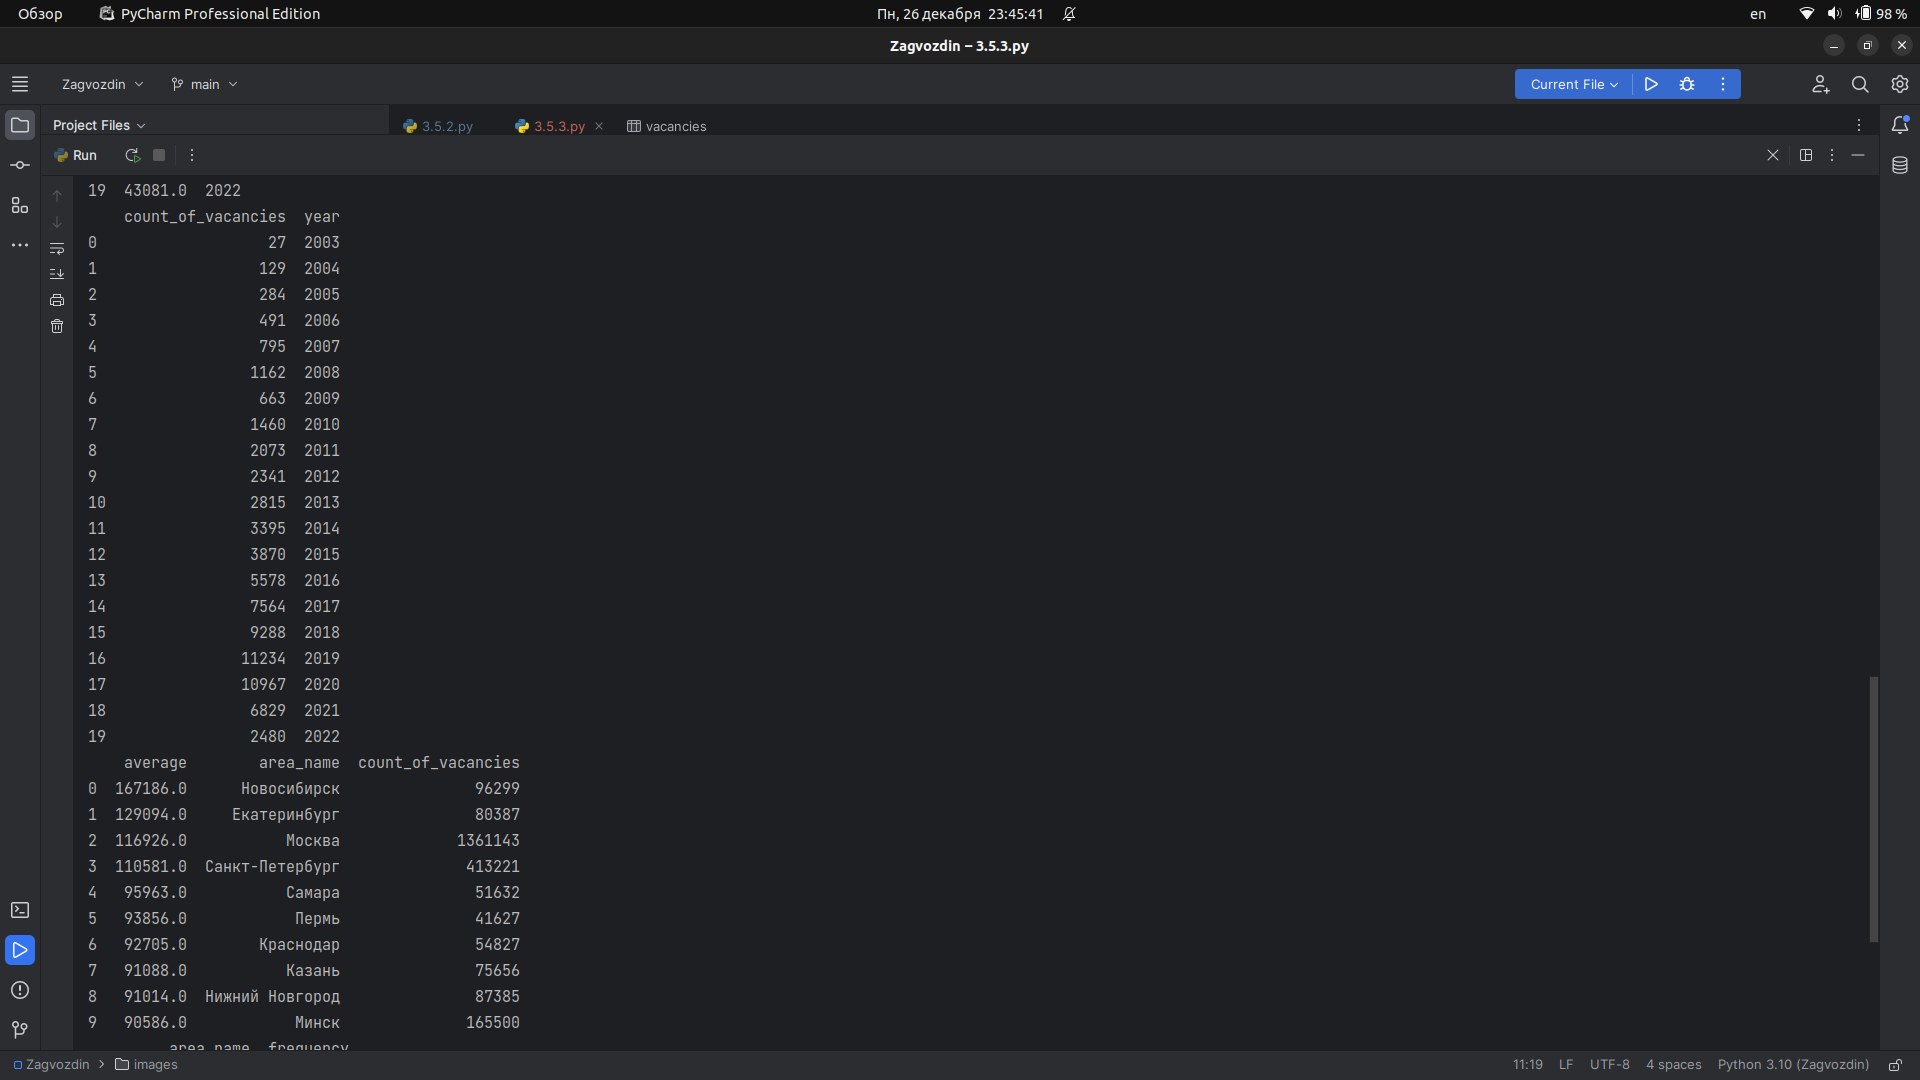 Обзор PyCharm Professional Edition Пн, 26 декабря 23:45:41 en 98 %
Zagvozdin – 3.5.3.py
Zagvozdin main Current File
Project Files 3.5.2.py 3.5.3.py vacancies
Run
19 43081.0 2022
count_of_vacancies year
0 27 2003
1 129 2004
2 284 2005
3 491 2006
4 795 2007
5 1162 2008
6 663 2009
7 1460 2010
8 2073 2011
9 2341 2012
10 2815 2013
11 3395 2014
12 3870 2015
13 5578 2016
14 7564 2017
15 9288 2018
16 11234 2019
17 10967 2020
18 6829 2021
19 2480 2022
average area_name count_of_vacancies
0 167186.0 Новосибирск 96299
1 129094.0 Екатеринбург 80387
2 116926.0 Москва 1361143
3 110581.0 Санкт-Петербург 413221
4 95963.0 Самара 51632
5 93856.0 Пермь 41627
6 92705.0 Краснодар 54827
7 91088.0 Казань 75656
8 91014.0 Нижний Новгород 87385
9 90586.0 Минск 165500
area_name frequency
Zagvozdin images 11:19 LF UTF-8 4 spaces Python 3.10 (Zagvozdin)